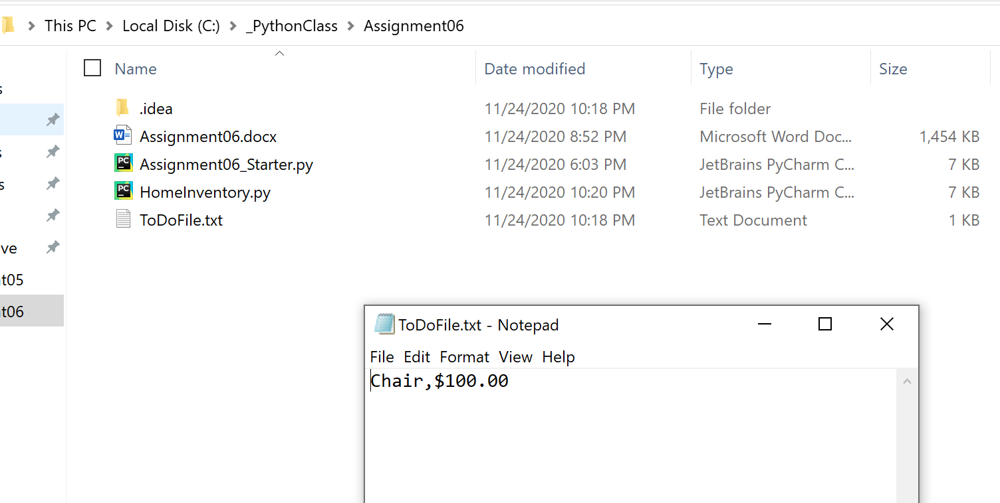 This PC > Local Disk (C:) > _PythonClass > Assignment06
Name Date modified Type Size
.idea 11/24/2020 10:18 PM File folder
Assignment06.docx 11/24/2020 8:52 PM Microsoft Word Doc... 1,454 KB
Assignment06_Starter.py 11/24/2020 6:03 PM JetBrains PyCharm C... 7 KB
HomeInventory.py 11/24/2020 10:20 PM JetBrains PyCharm C... 7 KB
ToDoFile.txt 11/24/2020 10:18 PM Text Document 1 KB
s
s
s
ve
t05
t06
ToDoFile.txt - Notepad
File Edit Format View Help
Chair,$100.00